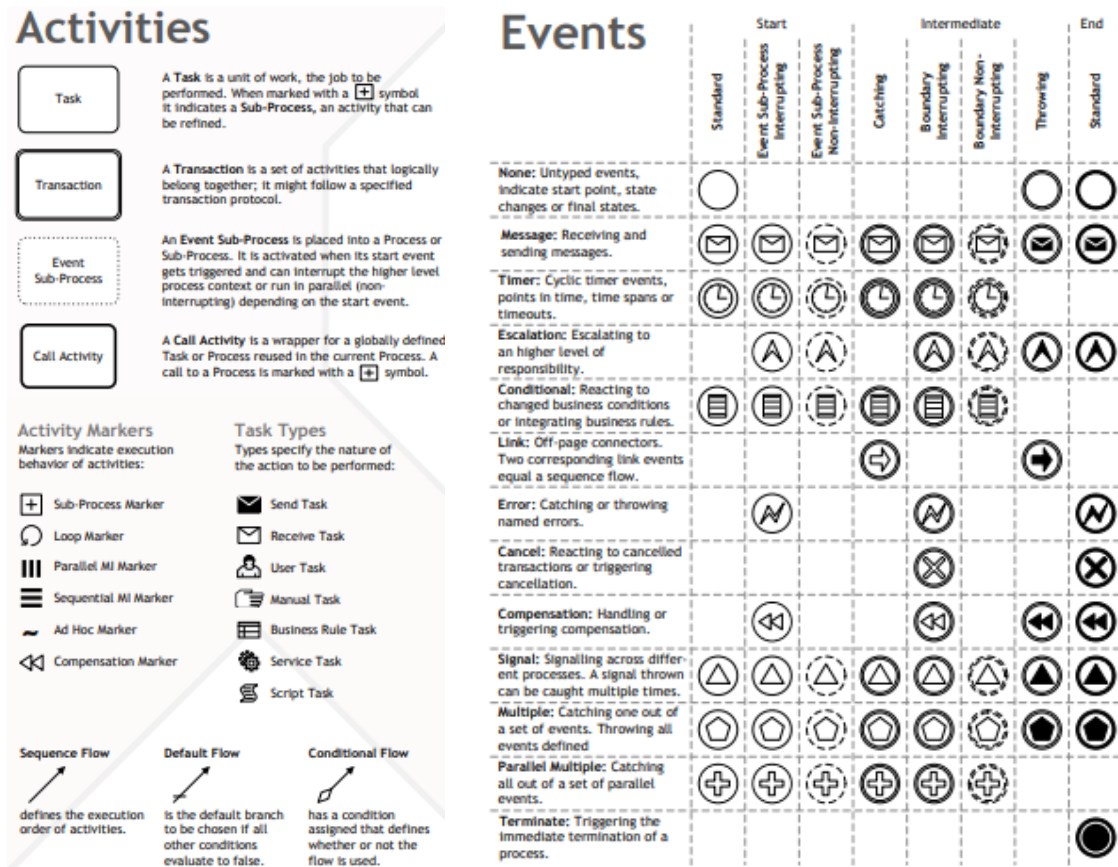 Activities
Task
A Task is a unit of work, the job to be
performed. When marked with a + symbol
it indicates a Sub-Process, an activity that can
be refined.
Transaction
A Transaction is a set of activities that logically
belong together; it might follow a specified
transaction protocol.
Event
Sub-Process
An Event Sub-Process is placed into a Process or
Sub-Process. It is activated when its start event
gets triggered and can interrupt the higher level
process context or run in parallel (non-
interrupting) depending on the start event.
Call Activity
A Call Activity is a wrapper for a globally defined
Task or Process reused in the current Process. A
call to a Process is marked with a + symbol.
Activity Markers
Markers indicate execution
behavior of activities:
Sub-Process Marker
Loop Marker
Parallel MI Marker
Sequential MI Marker
Ad Hoc Marker
Compensation Marker
Task Types
Types specify the nature of
the action to be performed:
Send Task
Receive Task
User Task
Manual Task
Business Rule Task
Service Task
Script Task
Sequence Flow
defines the execution
order of activities.
Default Flow
is the default branch
to be chosen if all
other conditions
evaluate to false.
Conditional Flow
has a condition
assigned that defines
whether or not the
flow is used.
Events
Start
Intermediate
End
Standard
Event Sub-Process
Interrupting
Event Sub-Process
Non-Interrupting
Catching
Boundary
Interrupting
Boundary Non-
Interrupting
Throwing
Standard
None: Untyped events,
indicate start point, state
changes or final states.
Message: Receiving and
sending messages.
Timer: Cyclic timer events,
points in time, time spans or
timeouts.
Escalation: Escalating to
an higher level of
responsibility.
Conditional: Reacting to
changed business conditions
or integrating business rules.
Link: Off-page connectors.
Two corresponding link events
equal a sequence flow.
Error: Catching or throwing
named errors.
Cancel: Reacting to cancelled
transactions or triggering
cancellation.
Compensation: Handling or
triggering compensation.
Signal: Signalling across differ-
ent processes. A signal thrown
can be caught multiple times.
Multiple: Catching one out of
a set of events. Throwing all
events defined
Parallel Multiple: Catching
all out of a set of parallel
events.
Terminate: Triggering the
immediate termination of a
process.